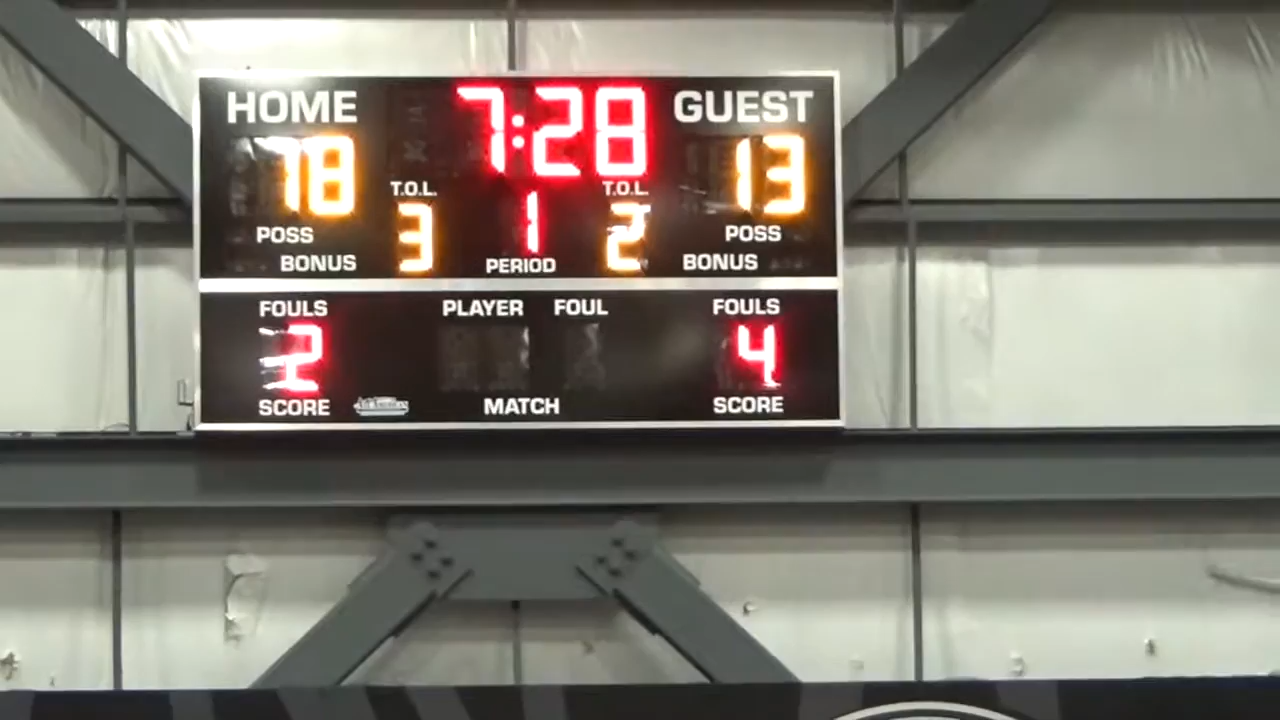 HOME 7:28 GUEST
78 13
T.O.L. T.O.L.
3 1 2
POSS POSS
BONUS PERIOD BONUS
FOULS PLAYER FOUL FOULS
2 4
SCORE MATCH SCORE